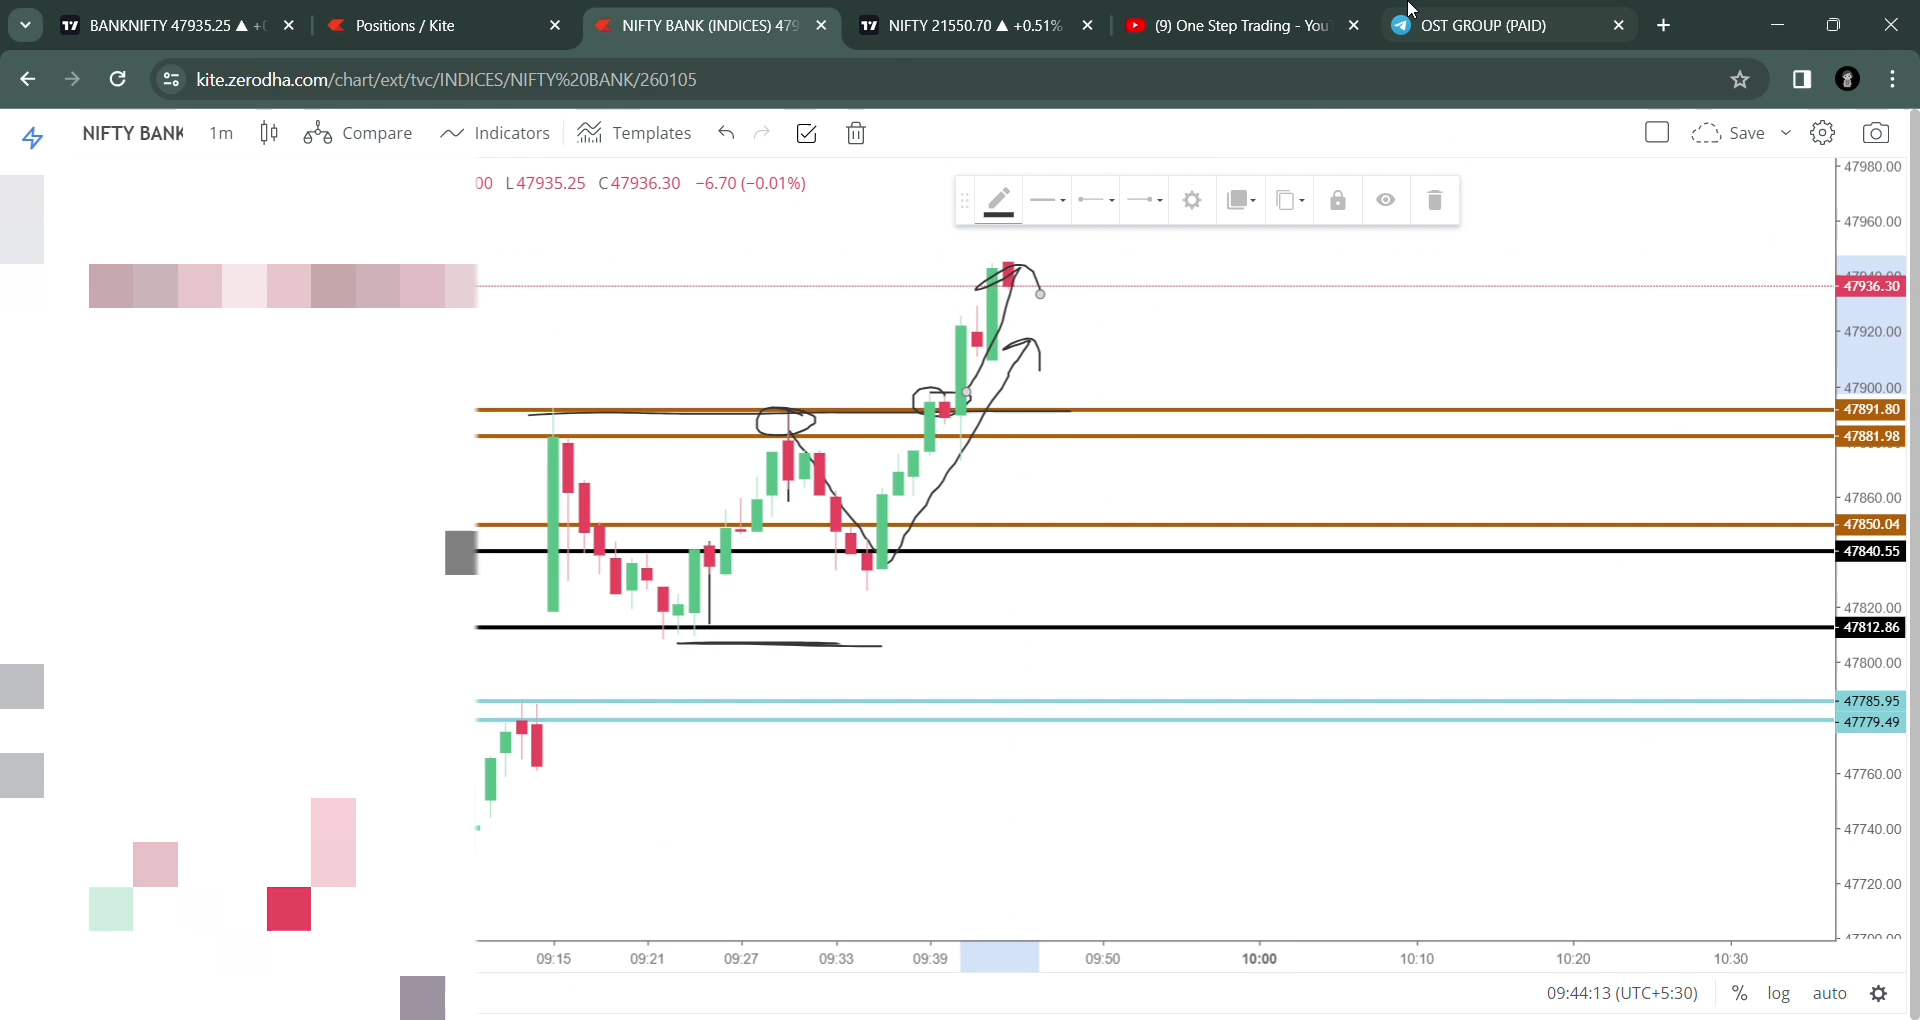 BANKNIFTY 47935.25 ▲ +
Positions / Kite
NIFTY BANK (INDICES) 479
NIFTY 21550.70 ▲ +0.51%
(9) One Step Trading - You
OST GROUP (PAID)
kite.zerodha.com/chart/ext/tvc/INDICES/NIFTY%20BANK/260105
NIFTY BANK 1m Compare Indicators Templates Save
00 L47935.25 C47936.30 −6.70 (−0.01%)
47980.00
47960.00
47940.00
47936.30
47920.00
47900.00
47891.80
47881.98
47860.00
47850.04
47840.55
47820.00
47812.86
47800.00
47785.95
47779.49
47760.00
47740.00
47720.00
47700.00
09:15 09:21 09:27 09:33 09:39 09:50 10:00 10:10 10:20 10:30
09:44:13 (UTC+5:30) % log auto